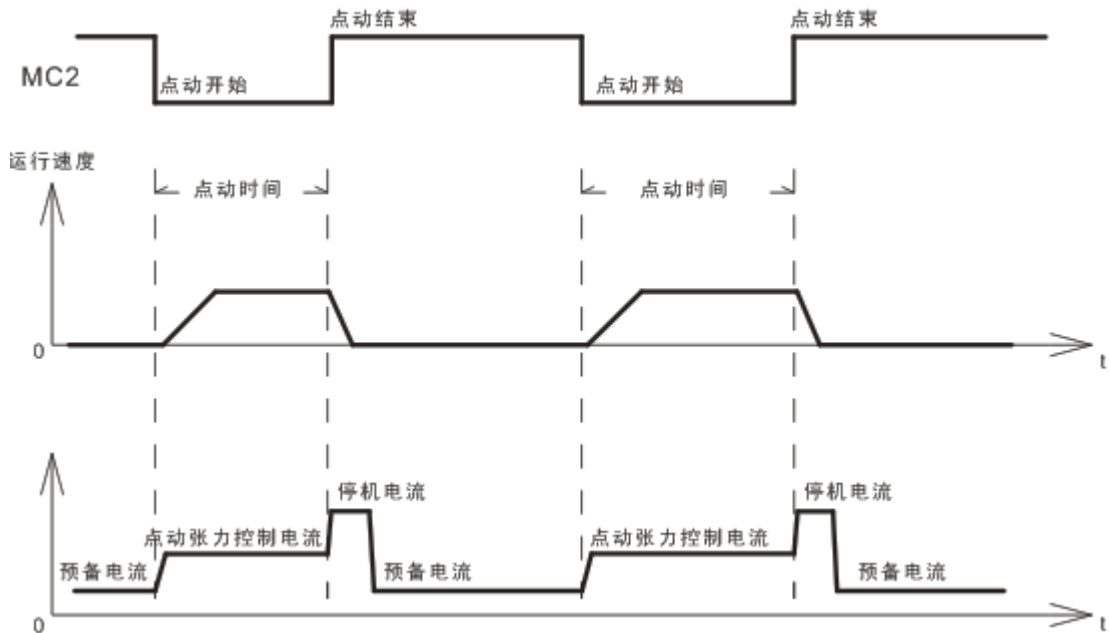 点动结束 点动结束
MC2
点动开始 点动开始
运行速度
点动时间 点动时间
0
t
停机电流 停机电流
点动张力控制电流 点动张力控制电流
预备电流 预备电流 预备电流
0
t